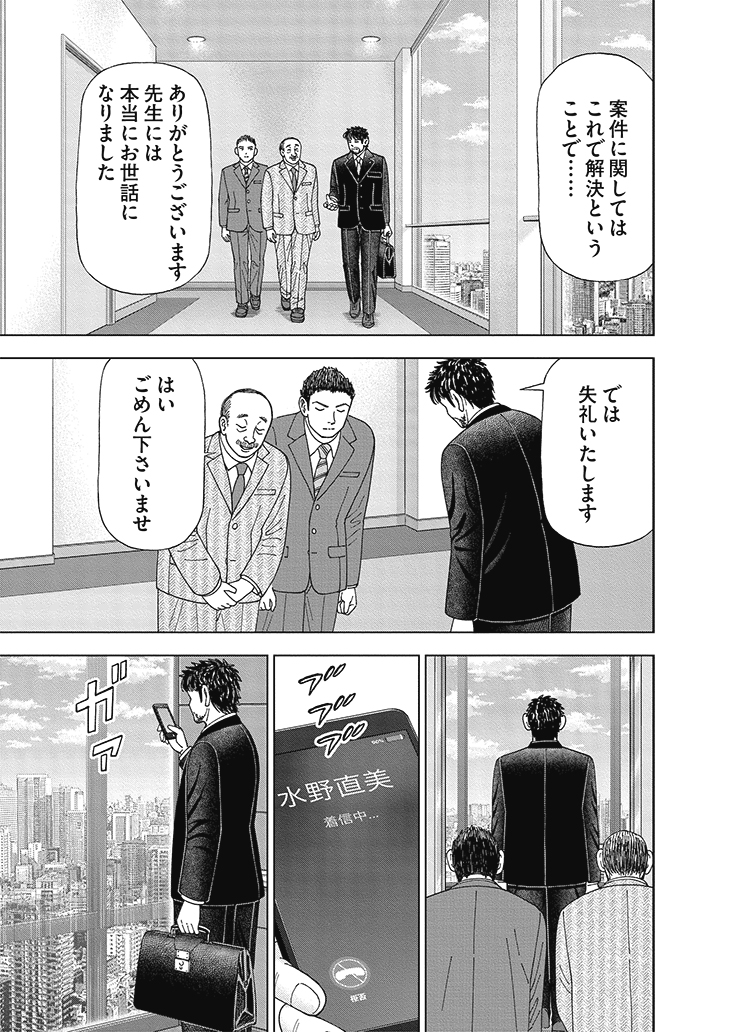 案件に関しては
これで解決という
ことで……
ありがとうございます
先生には
本当にお世話に
なりました
では
失礼いたします
はい
ごめん下さいませ
ブブブ
90%
水野直美
着信中…
拒否
ガァ